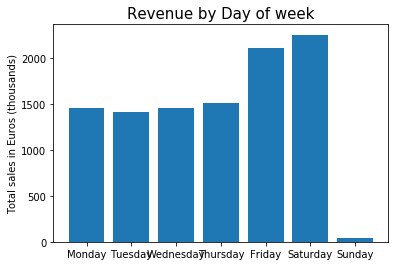 Revenue by Day of week
Total sales in Euros (thousands)
2000
1500
1000
500
0
Monday Tuesday Wednesday Thursday Friday Saturday Sunday